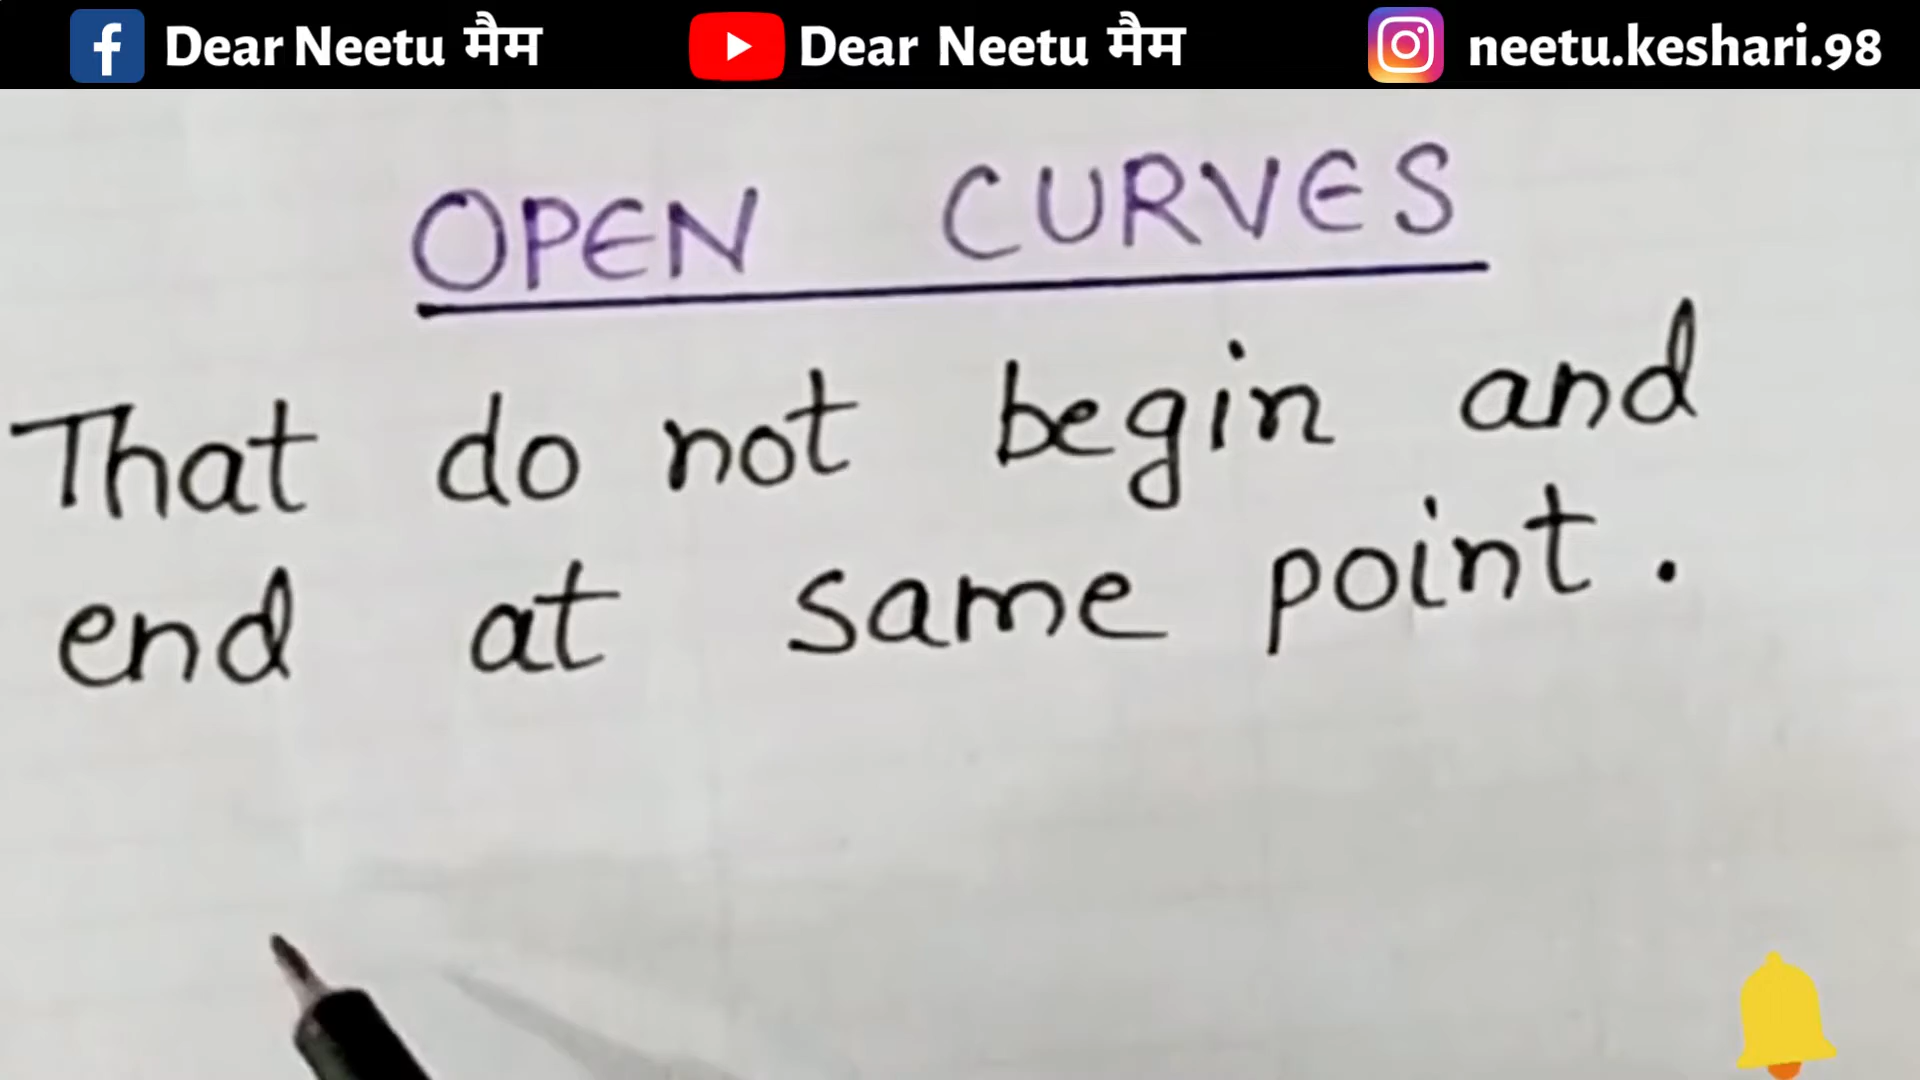 Dear Neetu मैम Dear Neetu मैम neetu.keshari.98
OPEN CURVES
That do not begin and
end at same point.